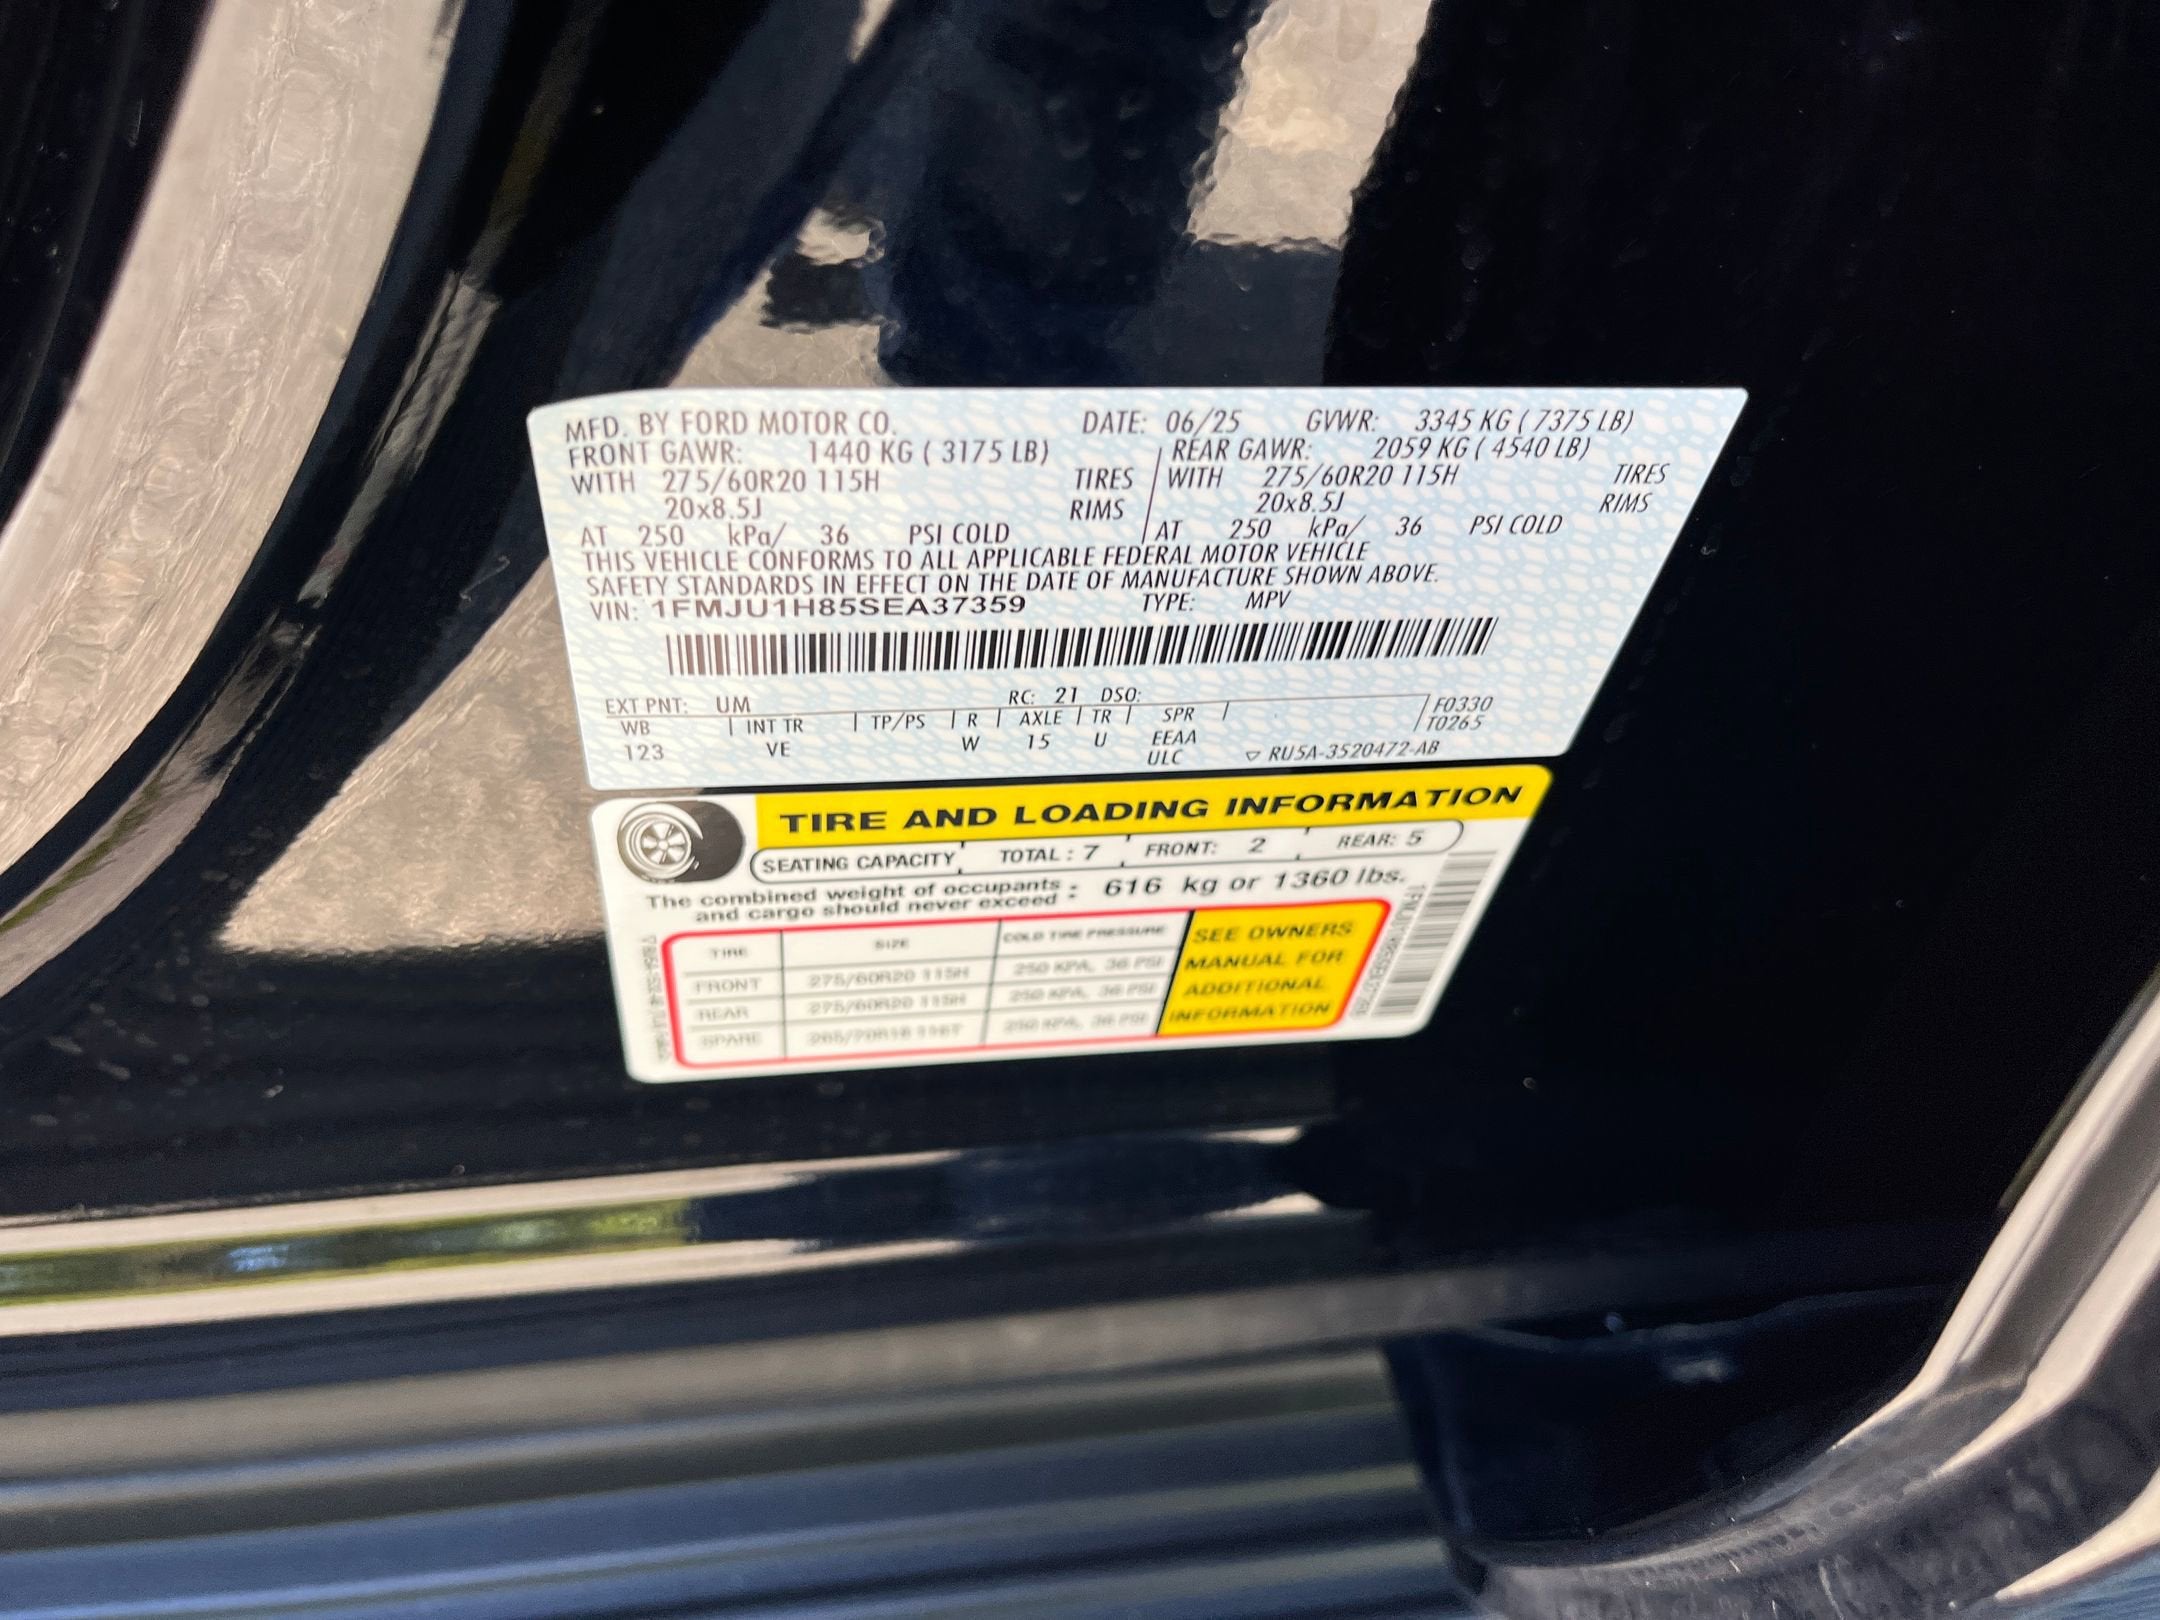 MFD. BY FORD MOTOR CO. DATE: 06/25 GVWR: 3345 KG ( 7375 LB)
FRONT GAWR: 1440 KG ( 3175 LB) REAR GAWR: 2059 KG ( 4540 LB)
WITH 275/60R20 115H TIRES WITH 275/60R20 115H TIRES
20x8.5J RIMS 20x8.5J RIMS
AT 250 kPa/ 36 PSI COLD AT 250 kPa/ 36 PSI COLD
THIS VEHICLE CONFORMS TO ALL APPLICABLE FEDERAL MOTOR VEHICLE
SAFETY STANDARDS IN EFFECT ON THE DATE OF MANUFACTURE SHOWN ABOVE.
VIN: 1FMJU1H85SEA37359 TYPE: MPV
EXT PNT: UM RC: 21 DSO: F0330
WB INT TR TP/PS R AXLE TR SPR T0265
123 VE W 15 U EEAA
ULC ▽ RU5A-3520472-AB
TIRE AND LOADING INFORMATION
SEATING CAPACITY TOTAL : 7 FRONT: 2 REAR: 5
The combined weight of occupants and cargo should never exceed : 616 kg or 1360 lbs.
TIRE SIZE COLD TIRE PRESSURE SEE OWNERS
FRONT 275/60R20 115H 250 KPA, 36 PSI MANUAL FOR
REAR 275/60R20 115H 250 KPA, 36 PSI ADDITIONAL
SPARE 250 KPA, 36 PSI INFORMATION